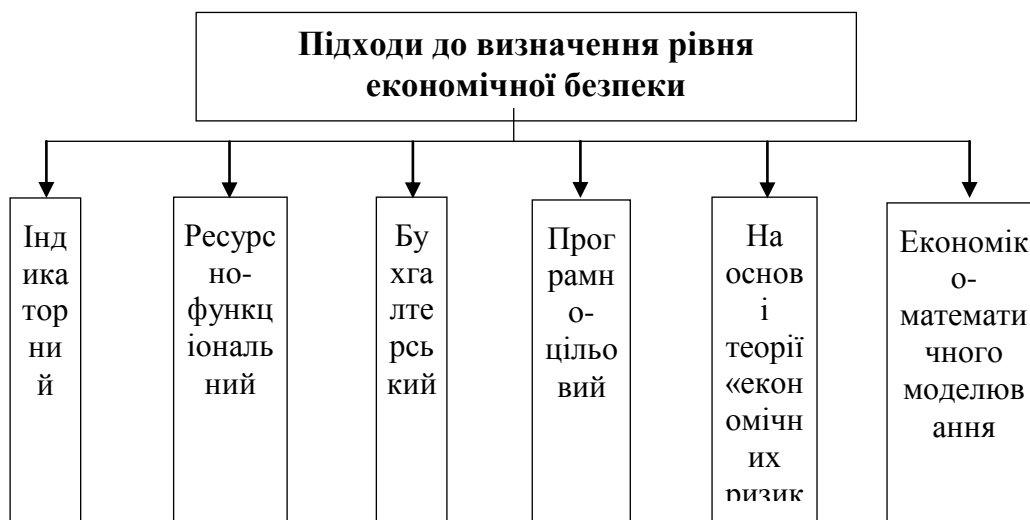 Підходи до визначення рівня
економічної безпеки
Інд
ика
тор
ни
й
Ресурс
но-
функц
іональ
ний
Бу
хга
лте
рсь
кий
Прог
рамн
о-
цільо
вий
На
основ
і
теорії
«екон
омічн
их
ризик
Економік
о-
математи
чного
моделюв
ання